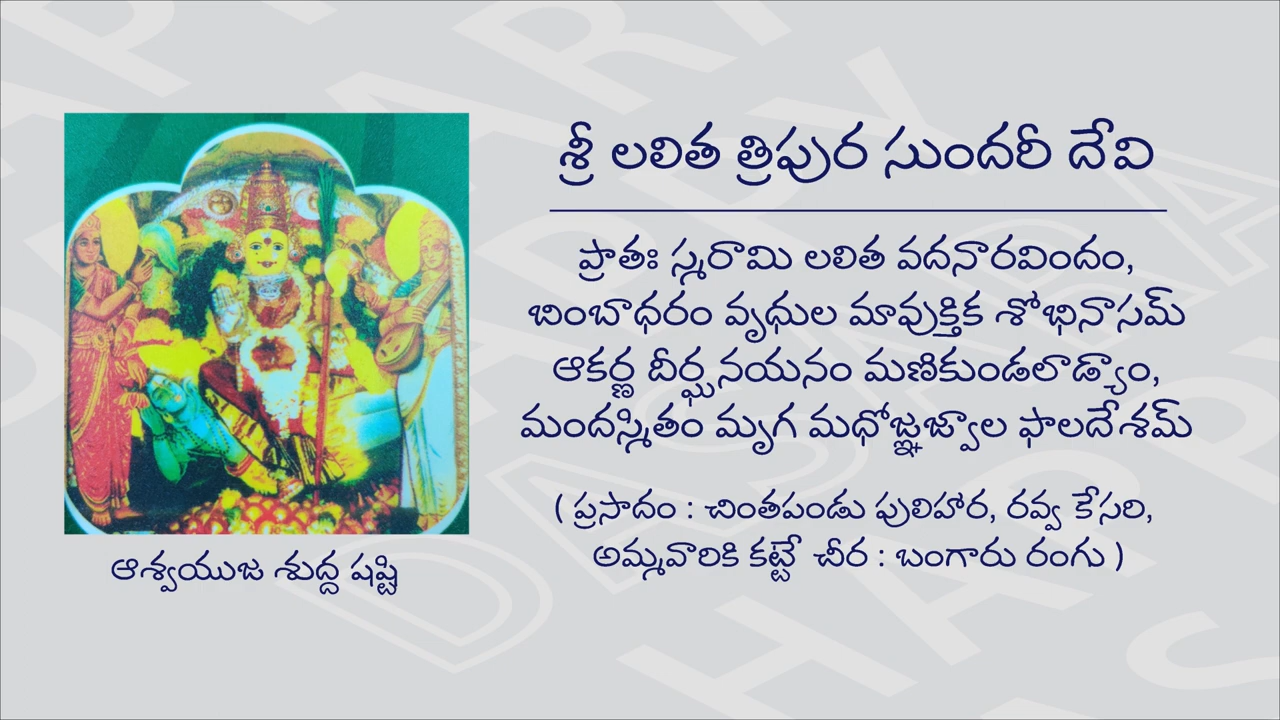 శ్రీ లలిత త్రిపుర సుందరీ దేవి
ప్రాతః స్మరామి లలిత వదనారవిందం,
బింబాధరం వృధుల మావుక్తిక శోభినాసమ్
ఆకర్ణ దీర్ఘనయనం మణికుండలాడ్యాం,
మందస్మితం మృగ మధోజ్ఞజ్వాల ఫాలదేశమ్
( ప్రసాదం : చింతపండు పులిహార, రవ్వ కేసరి,
అమ్మవారికి కట్టే చీర : బంగారు రంగు )
ఆశ్వయుజ శుద్ద షష్టి